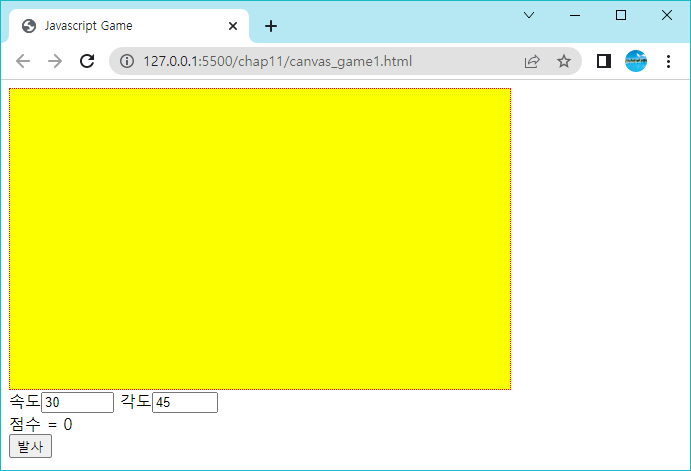 Javascript Game
127.0.0.1:5500/chap11/canvas_game1.html
속도 30 각도 45
점수 = 0
발사